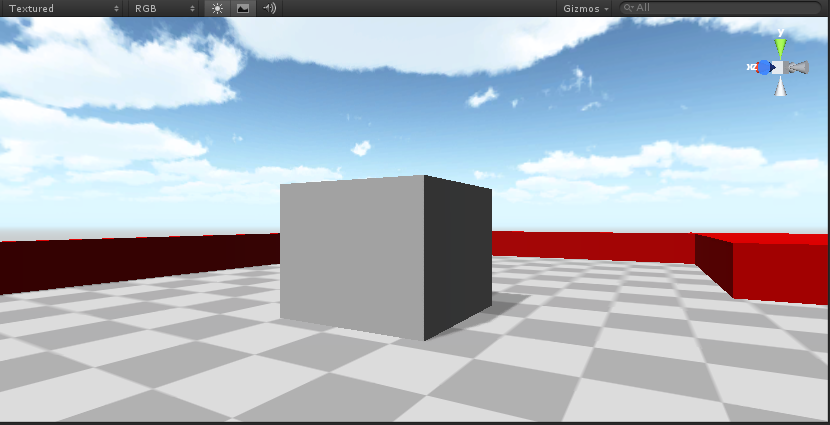 Textured RGB Gizmos All
y
x z